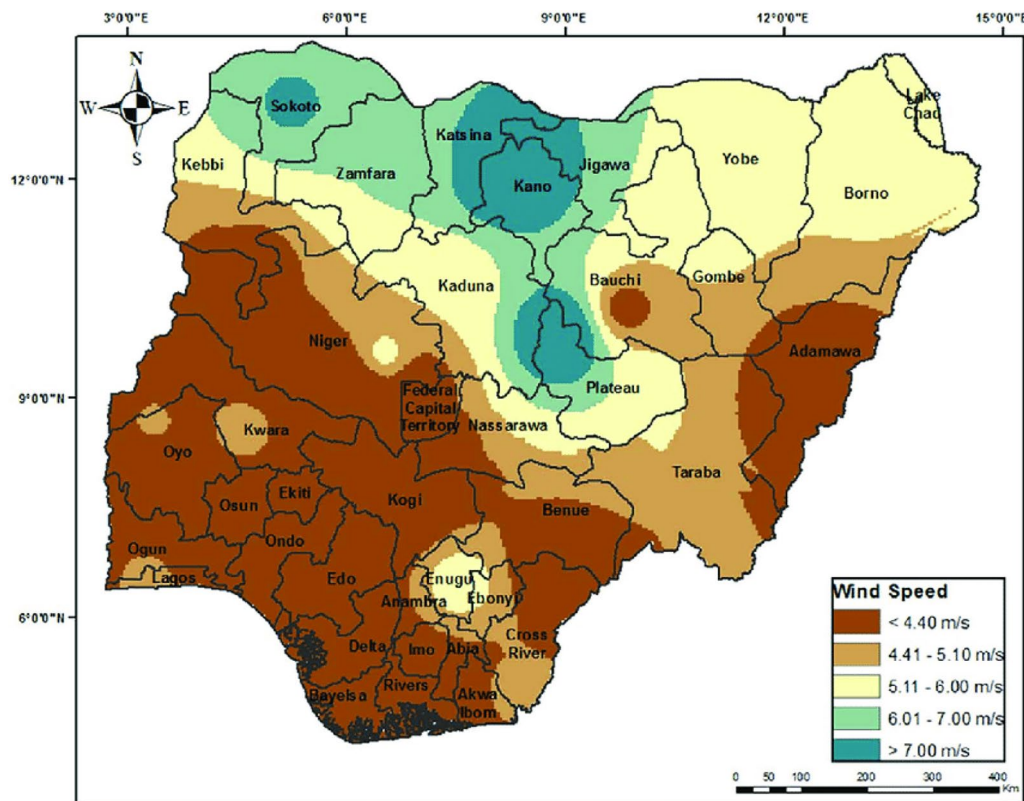 3°0'0"E 6°0'0"E 9°0'0"E 12°0'0"E 15°0'0"E
N
W E
S
12°0'0"N
9°0'0"N
6°0'0"N
Sokoto
Katsina
Lake
Chad
Kebbi
Zamfara
Kano
Jigawa
Yobe
Borno
Kaduna
Bauchi
Gombe
Niger
Adamawa
Federal
Capital
Territory
Plateau
Nassarawa
Kwara
Oyo
Taraba
Osun
Ekiti
Kogi
Benue
Ogun
Ondo
Lagos
Edo
Enugu
Anambra
Ebonyi
Delta
Imo
Abia
Cross
River
Bayelsa
Rivers
Akwa
Ibom
Wind Speed
< 4.40 m/s
4.41 - 5.10 m/s
5.11 - 6.00 m/s
6.01 - 7.00 m/s
> 7.00 m/s
0 50 100 200 300 400
Km